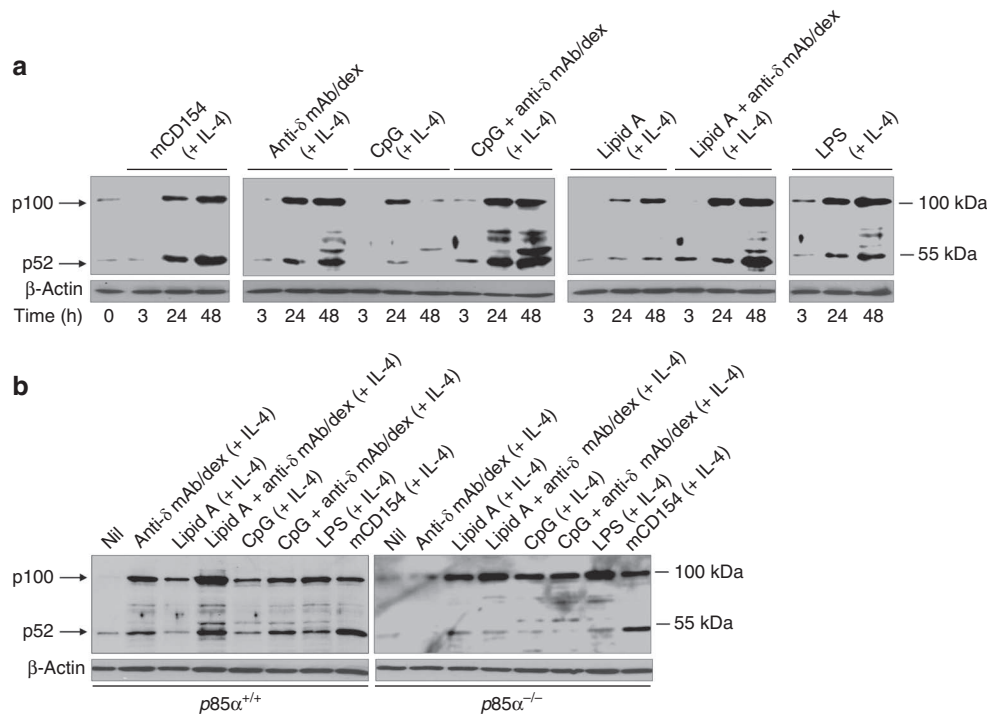 a
mCD154
(+ IL-4)
Anti-δ mAb/dex
(+ IL-4)
CpG
(+ IL-4)
CpG + anti-δ mAb/dex
(+ IL-4)
Lipid A
(+ IL-4)
Lipid A + anti-δ mAb/dex
(+ IL-4)
LPS
(+ IL-4)
p100
100 kDa
p52
55 kDa
β-Actin
Time (h) 0 3 24 48 3 24 48 3 24 48 3 24 48 3 24 48 3 24 48 3 24 48
b
Nil
Anti-δ mAb/dex (+ IL-4)
Lipid A (+ IL-4)
Lipid A + anti-δ mAb/dex (+ IL-4)
CpG (+ IL-4)
CpG + anti-δ mAb/dex (+ IL-4)
LPS (+ IL-4)
mCD154 (+ IL-4)
Nil
Anti-δ mAb/dex (+ IL-4)
Lipid A (+ IL-4)
Lipid A + anti-δ mAb/dex (+ IL-4)
CpG (+ IL-4)
CpG + anti-δ mAb/dex (+ IL-4)
LPS (+ IL-4)
mCD154 (+ IL-4)
p100
100 kDa
p52
55 kDa
β-Actin
p85α+/+
p85α−/−